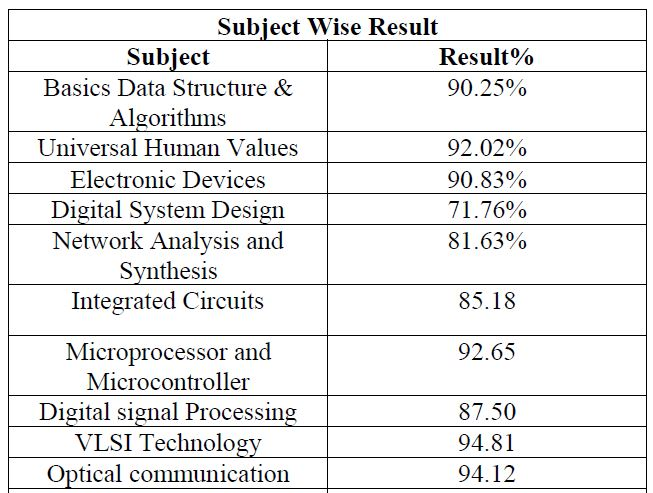 Subject Wise Result
Subject Result%
Basics Data Structure & 90.25%
Algorithms
Universal Human Values 92.02%
Electronic Devices 90.83%
Digital System Design 71.76%
Network Analysis and 81.63%
Synthesis
Integrated Circuits 85.18
Microprocessor and 92.65
Microcontroller
Digital signal Processing 87.50
VLSI Technology 94.81
Optical communication 94.12